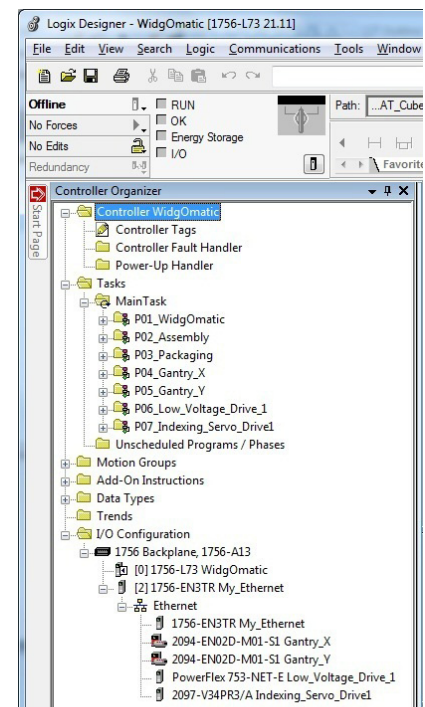 Logix Designer - WidgOmatic [1756-L73 21.11]
File Edit View Search Logic Communications Tools Window
Offline
No Forces
No Edits
Redundancy
RUN
OK
Energy Storage
I/O
Path: ...AT_Cube
Favorite
Start Page
Controller Organizer
Controller WidgOmatic
Controller Tags
Controller Fault Handler
Power-Up Handler
Tasks
MainTask
P01_WidgOmatic
P02_Assembly
P03_Packaging
P04_Gantry_X
P05_Gantry_Y
P06_Low_Voltage_Drive_1
P07_Indexing_Servo_Drive1
Unscheduled Programs / Phases
Motion Groups
Add-On Instructions
Data Types
Trends
I/O Configuration
1756 Backplane, 1756-A13
[0] 1756-L73 WidgOmatic
[2] 1756-EN3TR My_Ethernet
Ethernet
1756-EN3TR My_Ethernet
2094-EN02D-M01-S1 Gantry_X
2094-EN02D-M01-S1 Gantry_Y
PowerFlex 753-NET-E Low_Voltage_Drive_1
2097-V34PR3/A Indexing_Servo_Drive1